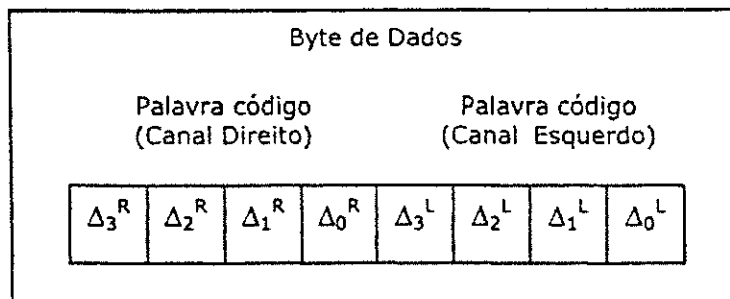 Byte de Dados
Palavra código Palavra código
(Canal Direito) (Canal Esquerdo)
Δ₃ᴿ Δ₂ᴿ Δ₁ᴿ Δ₀ᴿ Δ₃ᴸ Δ₂ᴸ Δ₁ᴸ Δ₀ᴸ